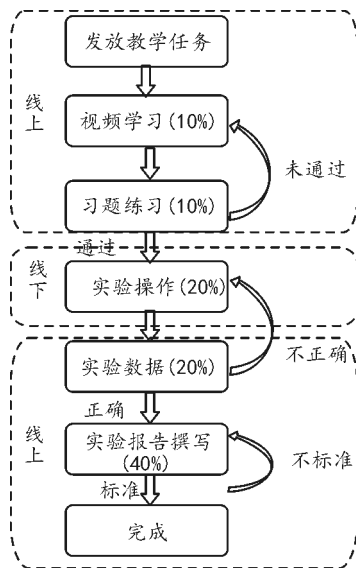 发放教学任务
线上
视频学习(10%)
未通过
习题练习(10%)
通过
线下
实验操作(20%)
不正确
实验数据(20%)
正确
线上
实验报告撰写
(40%)
不标准
标准
完成